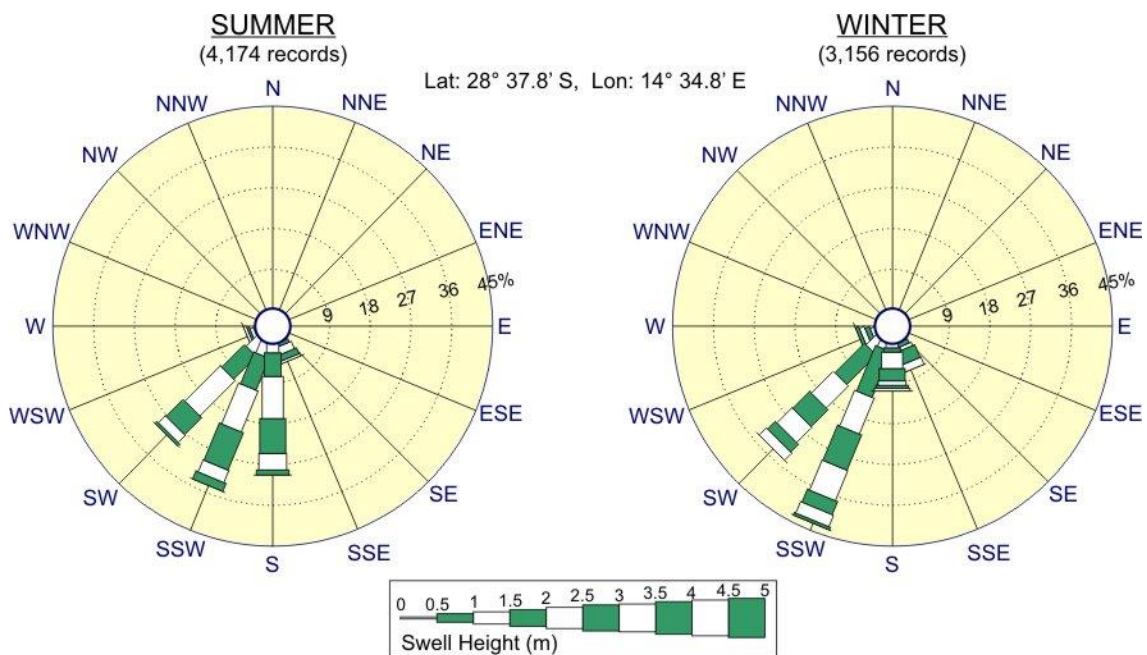 SUMMER
(4,174 records)
WINTER
(3,156 records)
Lat: 28° 37.8’ S, Lon: 14° 34.8’ E
N
NNE
NE
ENE
E
ESE
SE
SSE
S
SSW
SW
WSW
W
WNW
NW
NNW
9
18
27
36
45%
N
NNE
NE
ENE
E
ESE
SE
SSE
S
SSW
SW
WSW
W
WNW
NW
NNW
9
18
27
36
45%
0 0.5 1 1.5 2 2.5 3 3.5 4 4.5 5
Swell Height (m)